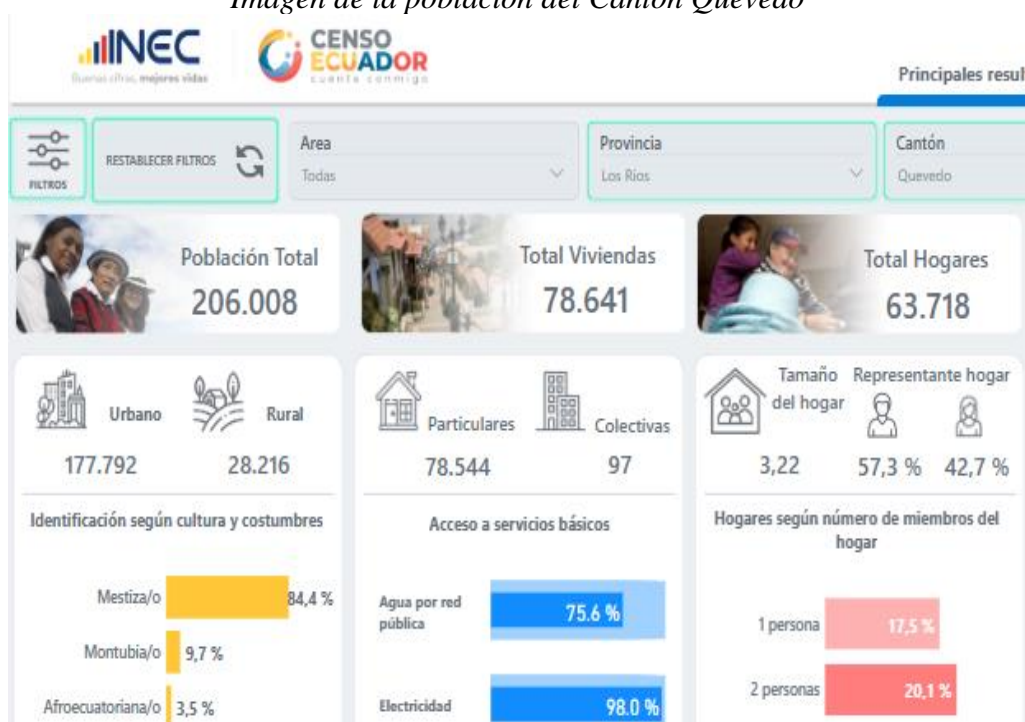 Imagen de la población del Cantón Quevedo
INEC
Buenas cifras, mejores vidas
CENSO
ECUADOR
cuenta conmigo
Principales resul
FILTROS
RESTABLECER FILTROS
Area
Todas
Provincia
Los Rios
Cantón
Quevedo
Población Total
206.008
Total Viviendas
78.641
Total Hogares
63.718
Urbano
Rural
177.792
28.216
Particulares
Colectivas
78.544
97
Tamaño
del hogar
Representante hogar
3,22
57,3 %
42,7 %
Identificación según cultura y costumbres
Mestiza/o
84,4 %
Montubia/o
9,7 %
Afroecuatoriana/o
3,5 %
Acceso a servicios básicos
Agua por red
pública
75.6 %
Electricidad
98.0 %
Hogares según número de miembros del
hogar
1 persona
17,5 %
2 personas
20,1 %